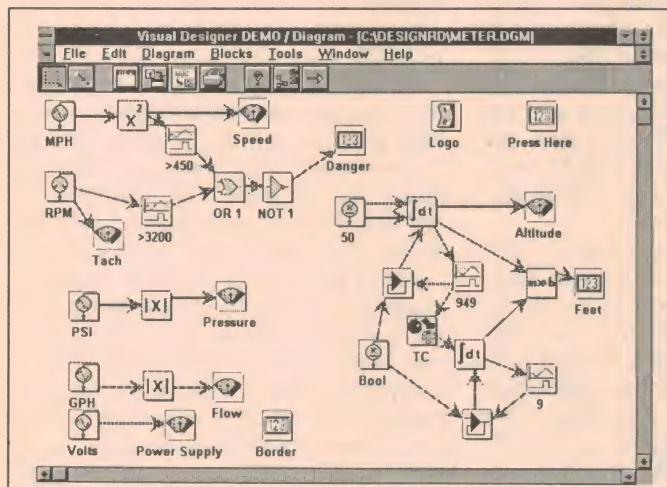 Visual Designer DEMO / Diagram - [C:\DESIGNRD\METER.DGM]
File Edit Diagram Blocks Tools Window Help
MPH
X2
Speed
>450
Danger
Logo
Press Here
RPM
Tach
>3200
OR 1
NOT 1
50
∫dt
Altitude
949
mx+b
Feet
TC
∫dt
Bool
9
PSI
|X|
Pressure
GPH
|X|
Flow
Volts
Power Supply
Border